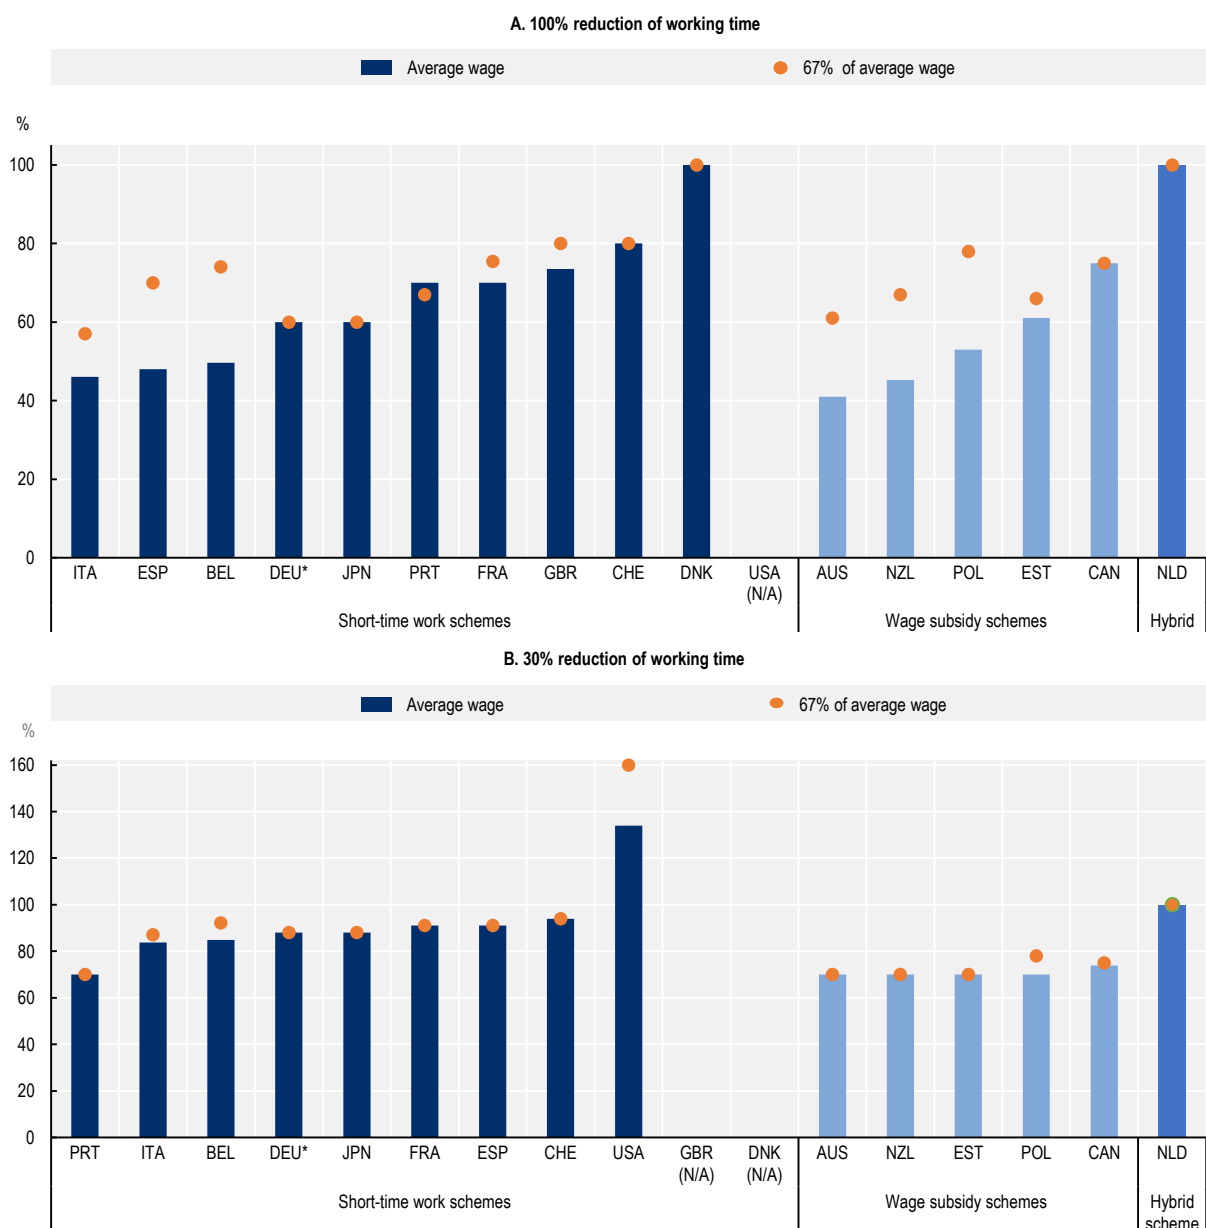 A. 100% reduction of working time
Average wage
67% of average wage
%
100
80
60
40
20
0
ITA ESP BEL DEU* JPN PRT FRA GBR CHE DNK USA (N/A) AUS NZL POL EST CAN NLD
Short-time work schemes Wage subsidy schemes Hybrid
B. 30% reduction of working time
Average wage
67% of average wage
%
160
140
120
100
80
60
40
20
0
PRT ITA BEL DEU* JPN FRA ESP CHE USA GBR (N/A) DNK (N/A) AUS NZL EST POL CAN NLD
Short-time work schemes Wage subsidy schemes Hybrid scheme